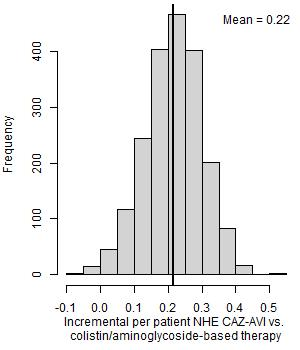 Mean = 0.22
Frequency
400
300
200
100
0
-0.1 0.0 0.1 0.2 0.3 0.4 0.5
Incremental per patient NHE CAZ-AVI vs.
colistin/aminoglycoside-based therapy